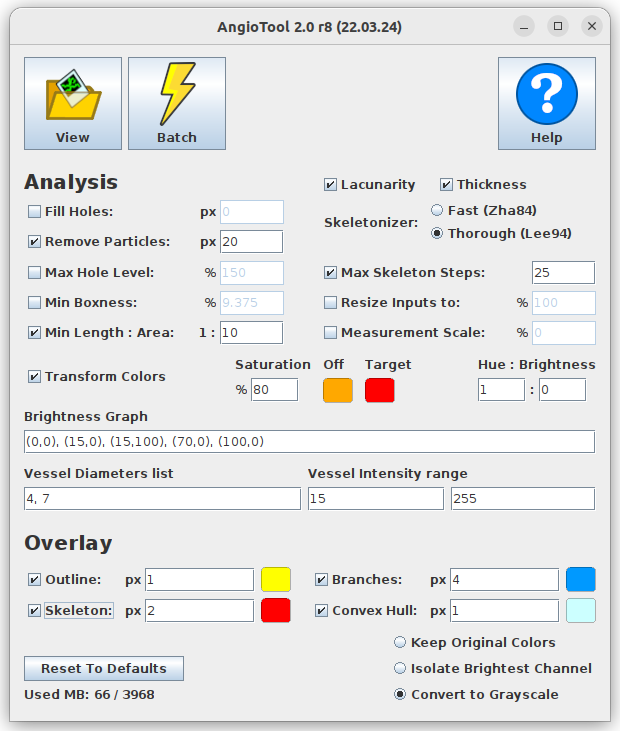 AngioTool 2.0 r8 (22.03.24)
View Batch Help
Analysis
Lacunarity Thickness
Fill Holes: px 0
Skeletonizer: Fast (Zha84)
Remove Particles: px 20
Thorough (Lee94)
Max Hole Level: % 150
Max Skeleton Steps: 25
Min Boxness: % 9.375
Resize Inputs to: % 100
Min Length : Area: 1 : 10
Measurement Scale: % 0
Transform Colors
Saturation Off Target Hue : Brightness
% 80 1 : 0
Brightness Graph
(0,0), (15,0), (15,100), (70,0), (100,0)
Vessel Diameters list Vessel Intensity range
4, 7 15 255
Overlay
Outline: px 1 Branches: px 4
Skeleton: px 2 Convex Hull: px 1
Keep Original Colors
Reset To Defaults Isolate Brightest Channel
Used MB: 66 / 3968 Convert to Grayscale